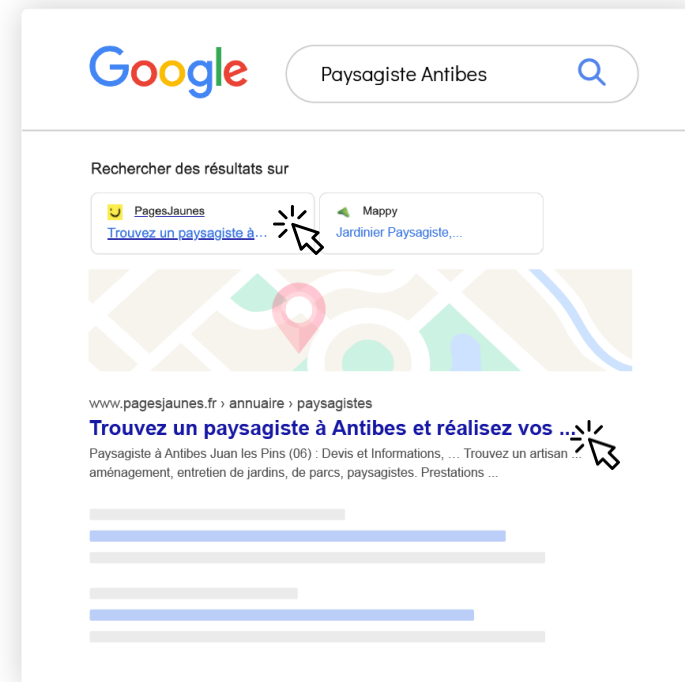 Google
Paysagiste Antibes
Rechercher des résultats sur
PagesJaunes
Trouvez un paysagiste à...
Mappy
Jardinier Paysagiste,...
www.pagesjaunes.fr › annuaire › paysagistes
Trouvez un paysagiste à Antibes et réalisez vos ...
Paysagiste à Antibes Juan les Pins (06) : Devis et Informations, … Trouvez un artisan ...
aménagement, entretien de jardins, de parcs, paysagistes. Prestations ...